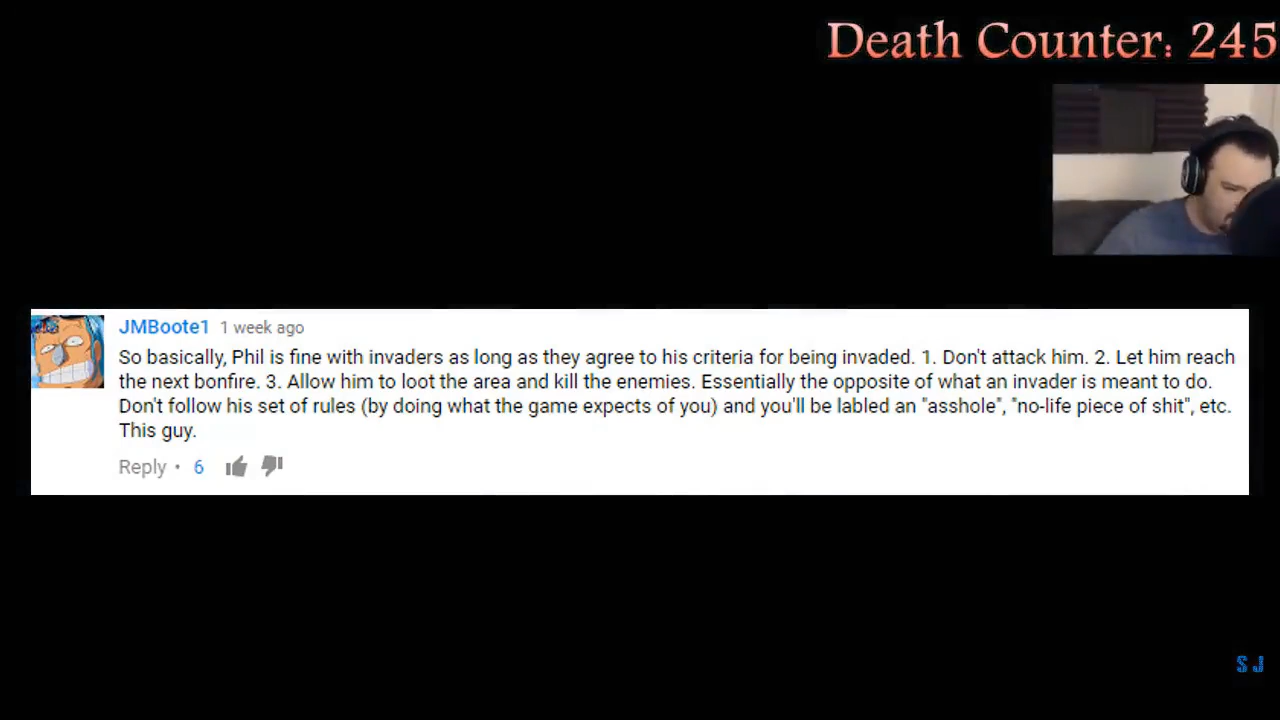 Death Counter: 245
JMBoote1 1 week ago
So basically, Phil is fine with invaders as long as they agree to his criteria for being invaded. 1. Don't attack him. 2. Let him reach
the next bonfire. 3. Allow him to loot the area and kill the enemies. Essentially the opposite of what an invader is meant to do.
Don't follow his set of rules (by doing what the game expects of you) and you'll be labled an "asshole", "no-life piece of shit", etc.
This guy.
Reply • 6
SJ